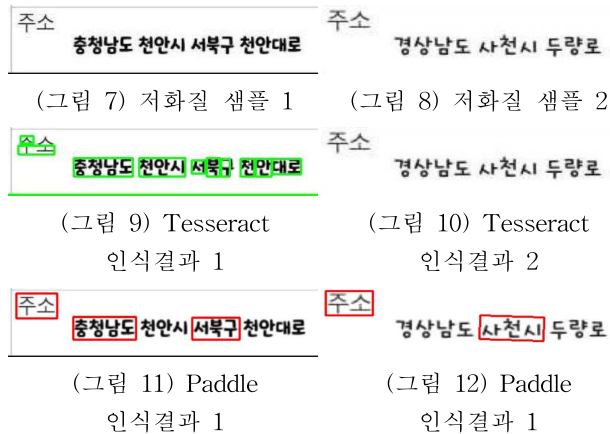 주소
충청남도 천안시 서북구 천안대로
주소
경상남도 사천시 두량로
(그림 7) 저화질 샘플 1
(그림 8) 저화질 샘플 2
주소
충청남도 천안시 서북구 천안대로
주소
경상남도 사천시 두량로
(그림 9) Tesseract
인식결과 1
(그림 10) Tesseract
인식결과 2
주소
충청남도 천안시 서북구 천안대로
주소
경상남도 사천시 두량로
(그림 11) Paddle
인식결과 1
(그림 12) Paddle
인식결과 1